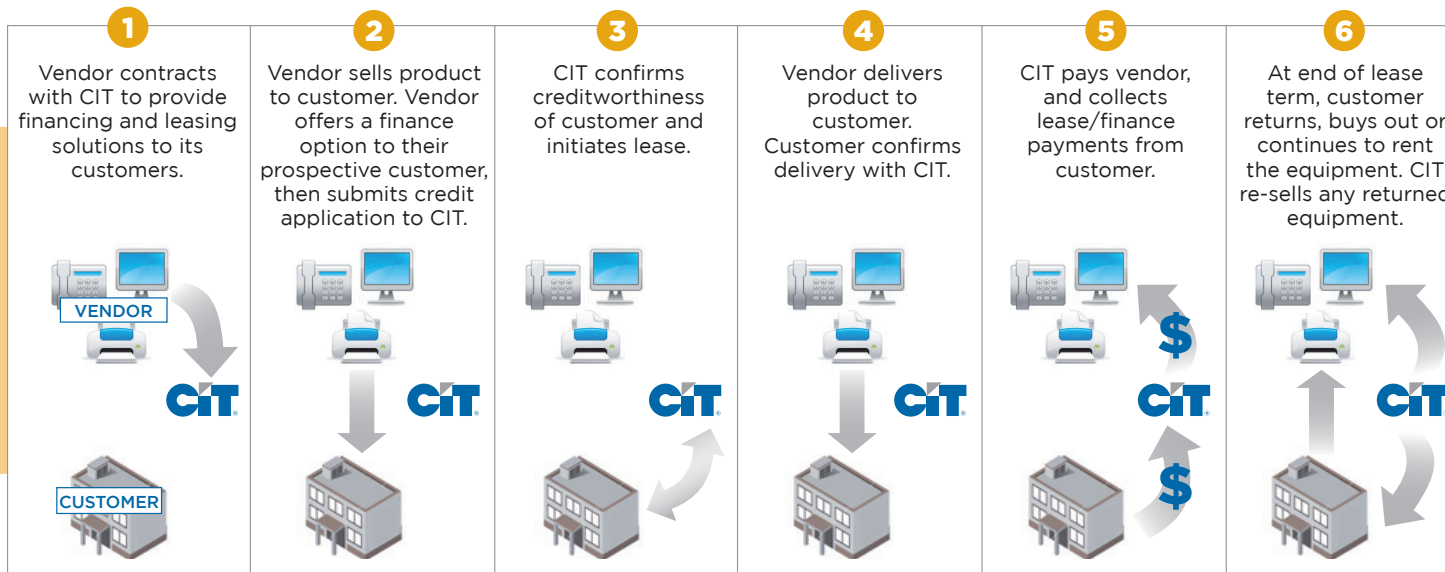 1
Vendor contracts
with CIT to provide
financing and leasing
solutions to its
customers.
VENDOR
CiT
CUSTOMER
2
Vendor sells product
to customer. Vendor
offers a finance
option to their
prospective customer,
then submits credit
application to CIT.
CiT
3
CIT confirms
creditworthiness
of customer and
initiates lease.
CiT
4
Vendor delivers
product to
customer.
Customer confirms
delivery with CIT.
CiT
5
CIT pays vendor,
and collects
lease/finance
payments from
customer.
$
CiT
$
6
At end of lease
term, customer
returns, buys out or
continues to rent
the equipment. CIT
re-sells any returned
equipment.
CiT